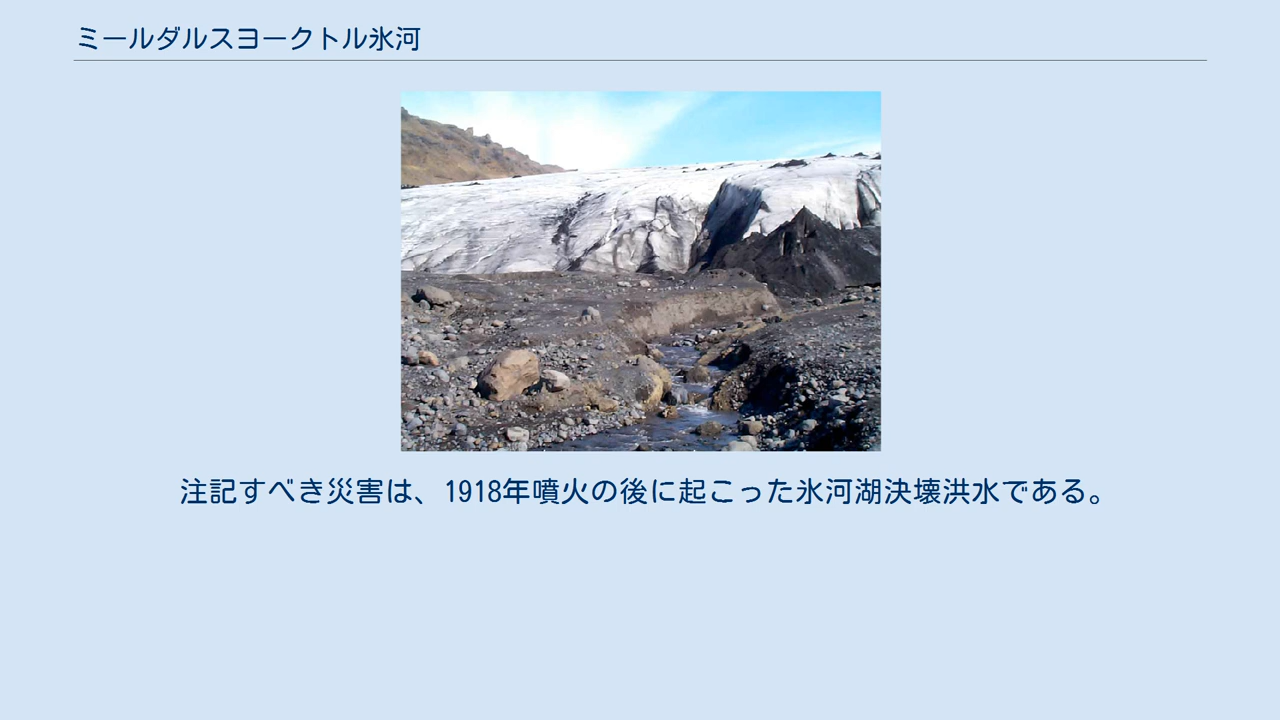 ミールダルスヨークトル氷河
注記すべき災害は、1918年噴火の後に起こった氷河湖決壊洪水である。